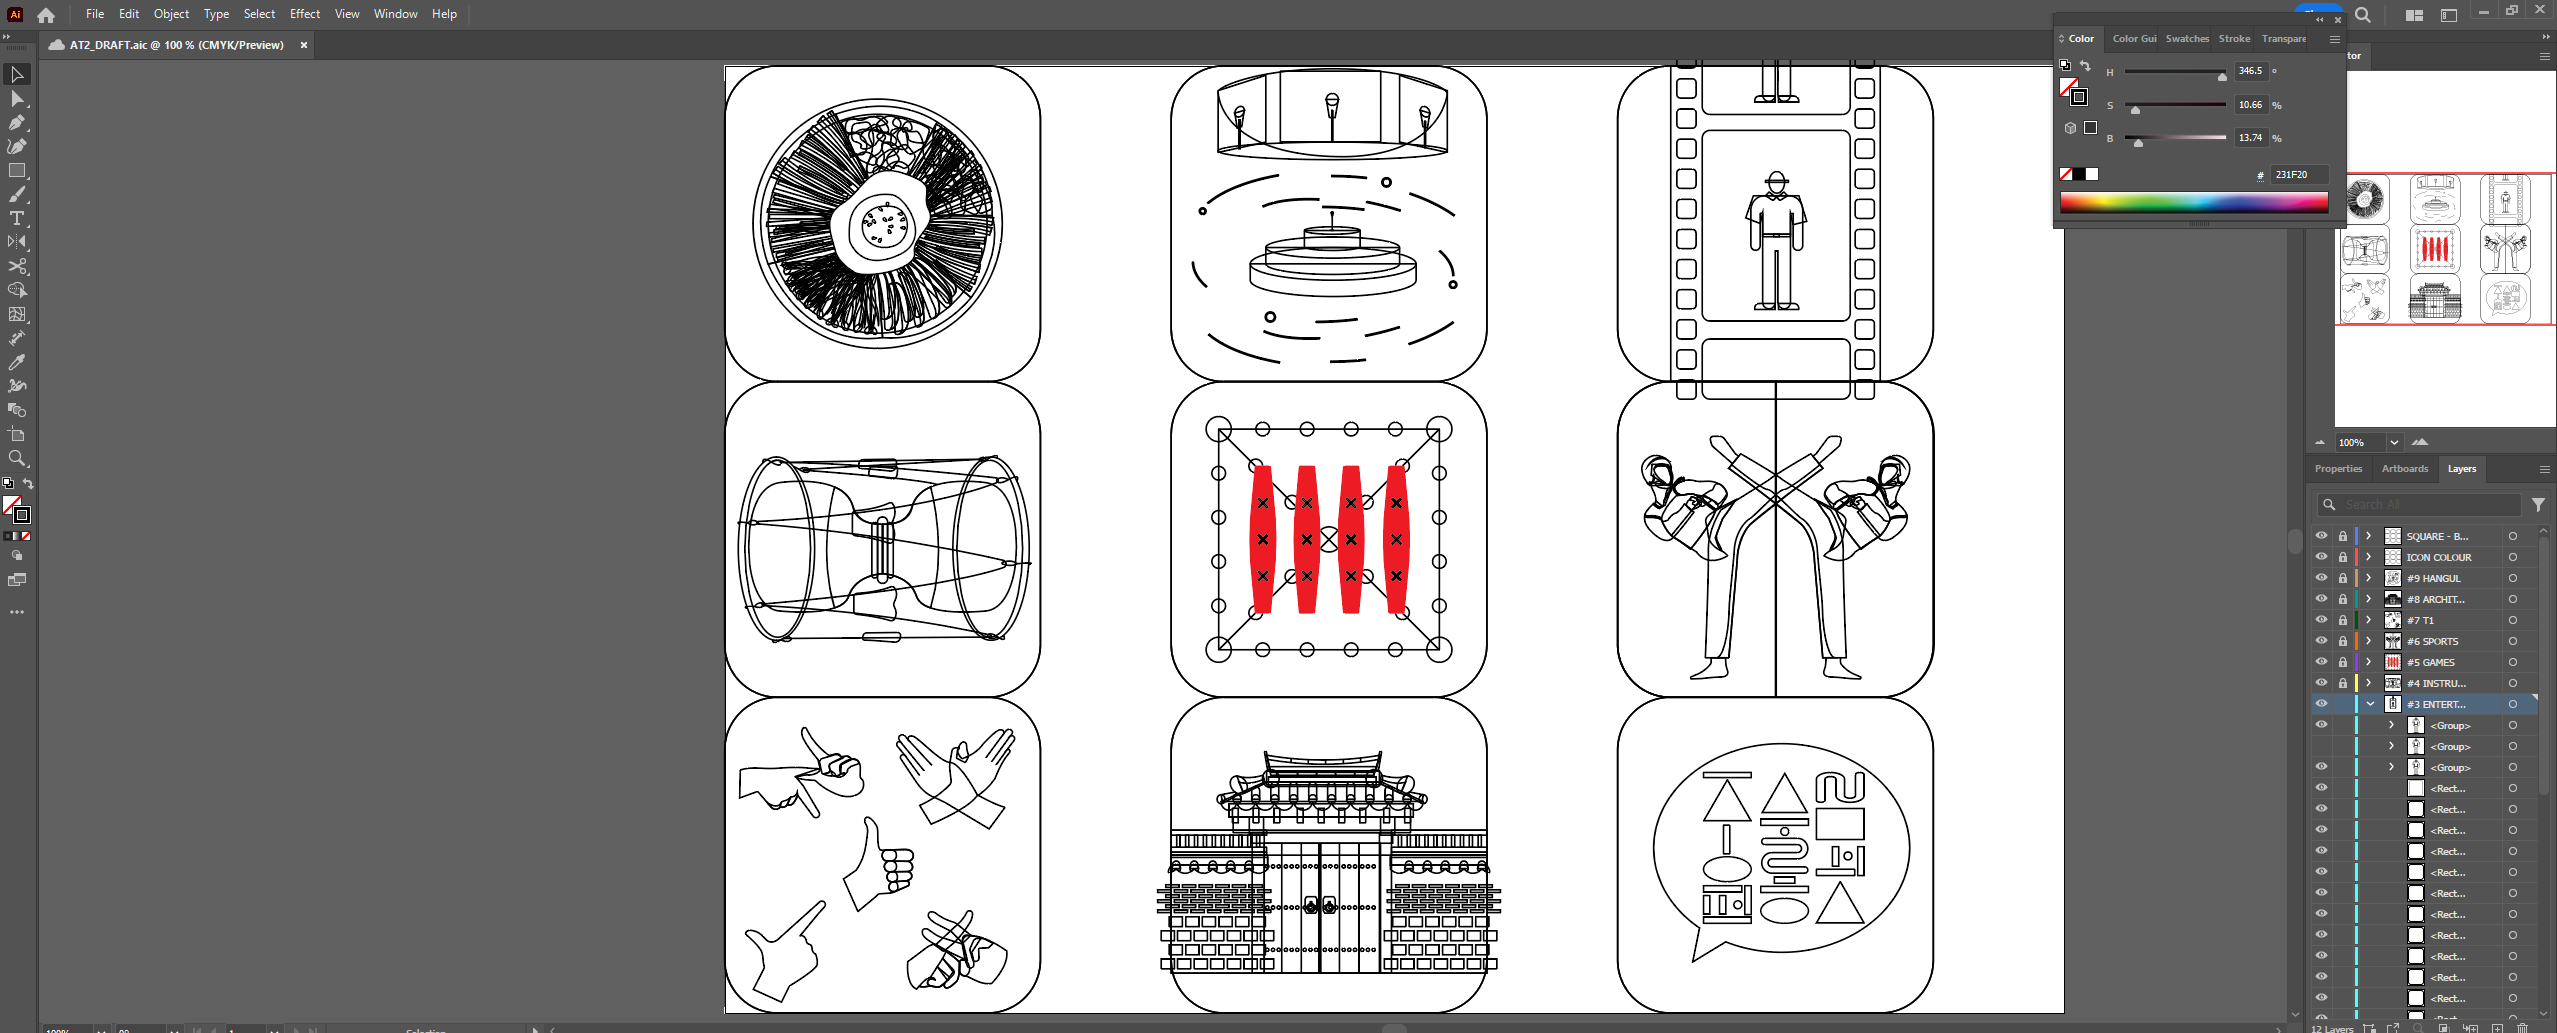 Ai File Edit Object Type Select Effect View Window Help
AT2_DRAFT.aic @ 100 % (CMYK/Preview) ×
Color Color Gui Swatches Stroke Transpare
H 346.5 °
S 10.66 %
B 13.74 %
# 231F20
tor
100%
Properties Artboards Layers
Search All
SQUARE - B...
ICON COLOUR
#9 HANGUL
#8 ARCHIT...
#7 T1
#6 SPORTS
#5 GAMES
#4 INSTRU...
#3 ENTERT...
<Group>
<Group>
<Group>
<Rect...
<Rect...
<Rect...
<Rect...
<Rect...
<Rect...
<Rect...
<Rect...
<Rect...
<Rect...
<Rect...
12 Layers
100%
Selection